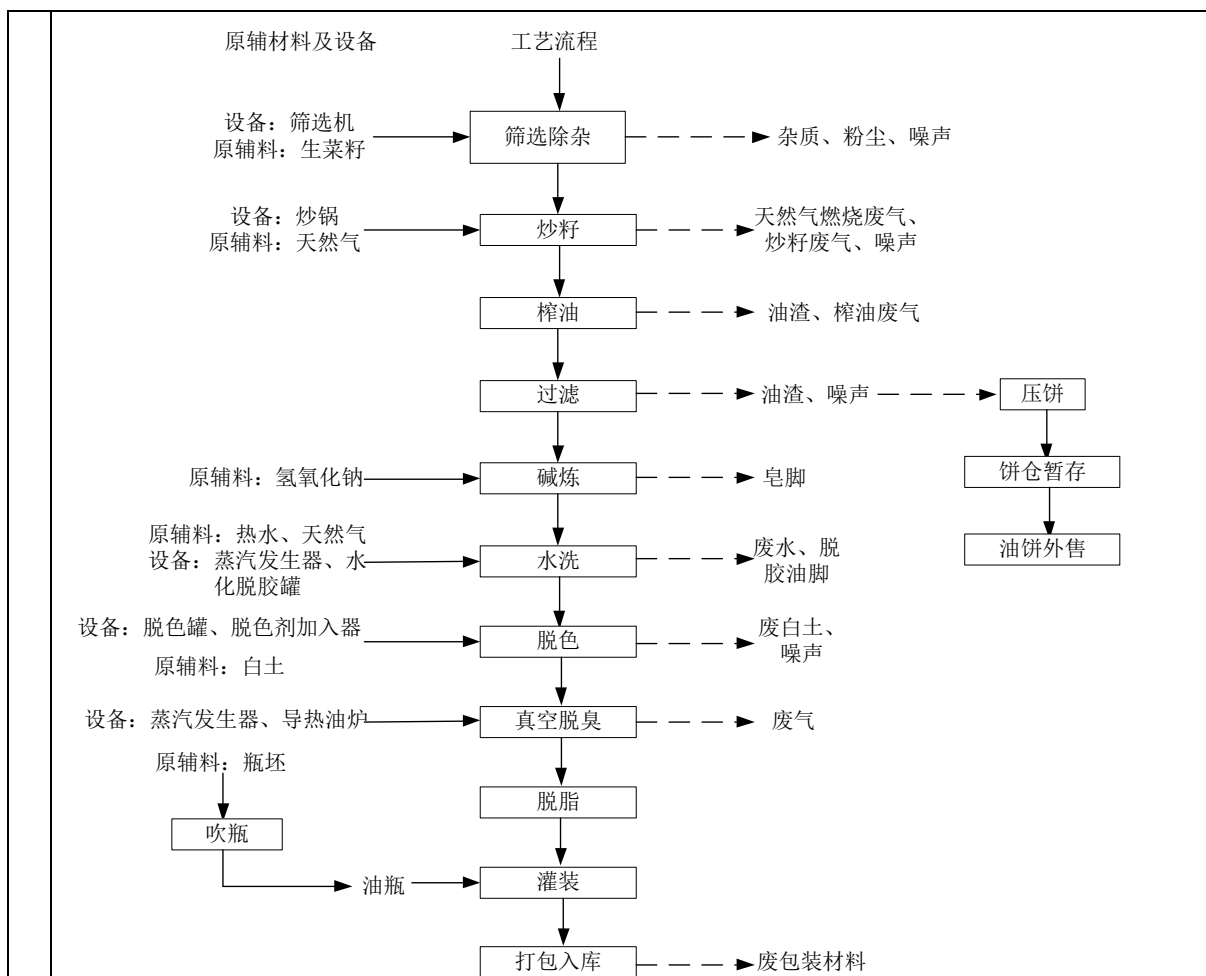 原辅材料及设备
工艺流程
设备：筛选机
原辅料：生菜籽
筛选除杂
杂质、粉尘、噪声
设备：炒锅
原辅料：天然气
炒籽
天然气燃烧废气、
炒籽废气、噪声
榨油
油渣、榨油废气
过滤
油渣、噪声
压饼
饼仓暂存
油饼外售
原辅料：氢氧化钠
碱炼
皂脚
原辅料：热水、天然气
设备：蒸汽发生器、水
化脱胶罐
水洗
废水、脱
胶油脚
设备：脱色罐、脱色剂加入器
原辅料：白土
脱色
废白土、
噪声
设备：蒸汽发生器、导热油炉
真空脱臭
废气
原辅料：瓶坯
脱脂
吹瓶
油瓶
灌装
打包入库
废包装材料